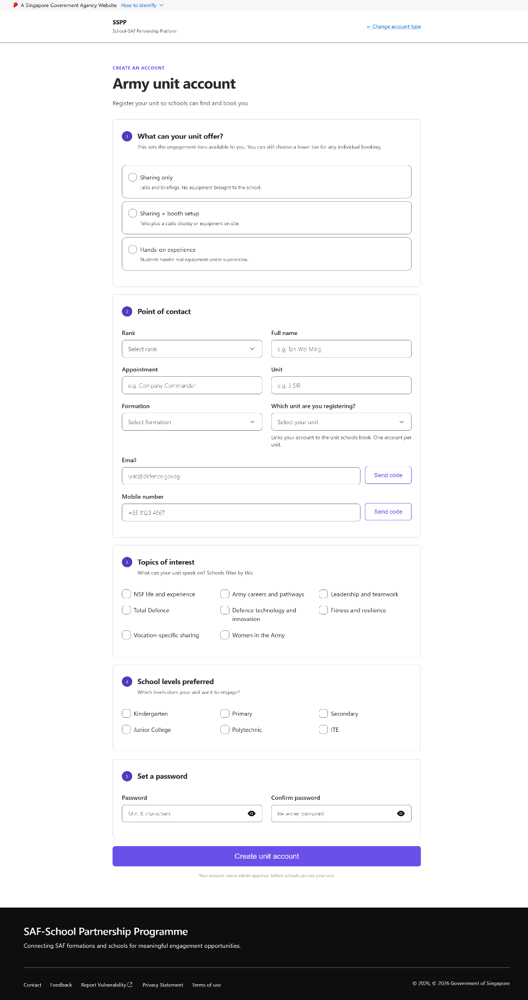 A Singapore Government Agency Website How to identify
SSPP
School–SAF Partnership Platform
← Change account type
CREATE AN ACCOUNT
Army unit account
Register your unit so schools can find and book you
1 What can your unit offer?
This sets the engagement tiers available to you. You can still choose a lower tier for any individual booking.
Sharing only
Talks and briefings. No equipment brought to the school.
Sharing + booth setup
Talks plus a static display or equipment on site.
Hands-on experience
Students handle real equipment under supervision.
2 Point of contact
Rank Full name
Select rank e.g. Tan Wei Ming
Appointment Unit
e.g. Company Commander e.g. 3 SIR
Formation Which unit are you registering?
Select formation Select your unit
Links your account to the unit schools book. One account per
unit.
Email
unit@defence.gov.sg Send code
Mobile number
+65 8123 4567 Send code
3 Topics of interest
What can your unit speak on? Schools filter by this.
NSF life and experience Army careers and pathways Leadership and teamwork
Total Defence Defence technology and Fitness and resilience
innovation
Vocation-specific sharing Women in the Army
4 School levels preferred
Which levels does your unit want to engage?
Kindergarten Primary Secondary
Junior College Polytechnic ITE
5 Set a password
Password Confirm password
Min. 8 characters Re-enter password
Create unit account
Your account needs admin approval before schools can see your unit.
SAF-School Partnership Programme
Connecting SAF formations and schools for meaningful engagement opportunities.
Contact Feedback Report Vulnerability Privacy Statement Terms of use © 2026, © 2026 Government of Singapore